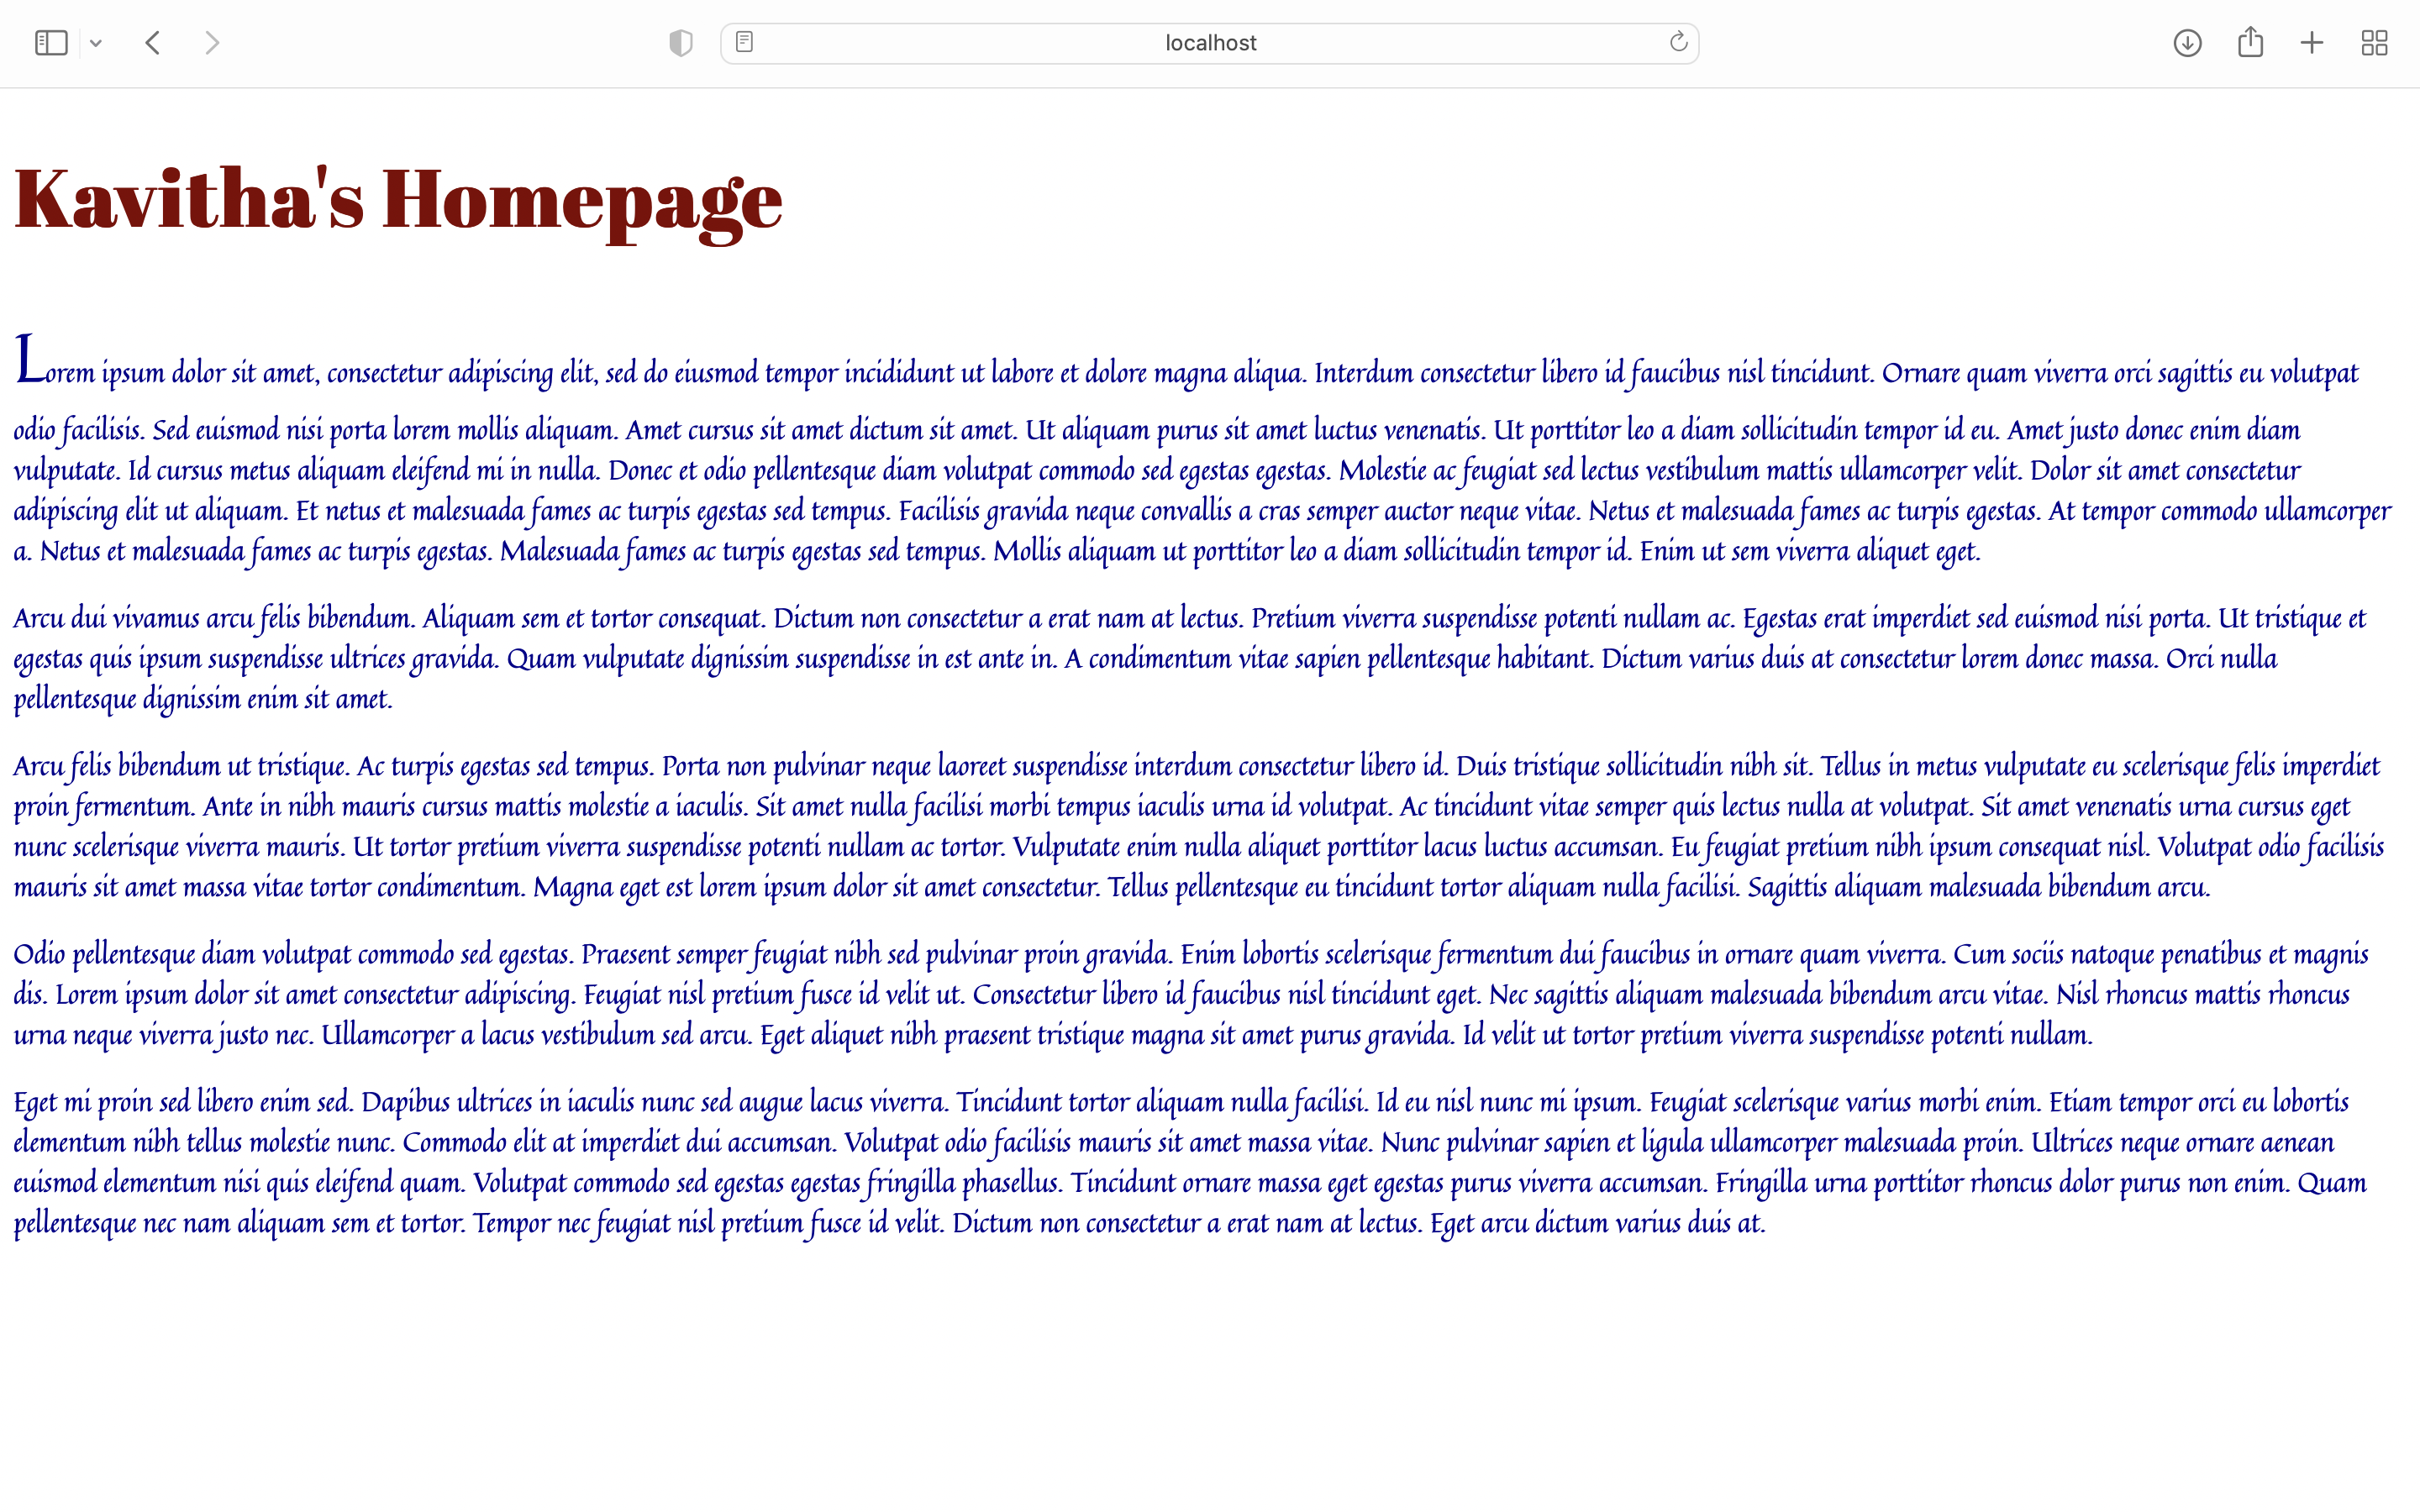 localhost
Kavitha's Homepage
Lorem ipsum dolor sit amet, consectetur adipiscing elit, sed do eiusmod tempor incididunt ut labore et dolore magna aliqua. Interdum consectetur libero id faucibus nisl tincidunt. Ornare quam viverra orci sagittis eu volutpat
odio facilisis. Sed euismod nisi porta lorem mollis aliquam. Amet cursus sit amet dictum sit amet. Ut aliquam purus sit amet luctus venenatis. Ut porttitor leo a diam sollicitudin tempor id eu. Amet justo donec enim diam
vulputate. Id cursus metus aliquam eleifend mi in nulla. Donec et odio pellentesque diam volutpat commodo sed egestas egestas. Molestie ac feugiat sed lectus vestibulum mattis ullamcorper velit. Dolor sit amet consectetur
adipiscing elit ut aliquam. Et netus et malesuada fames ac turpis egestas sed tempus. Facilisis gravida neque convallis a cras semper auctor neque vitae. Netus et malesuada fames ac turpis egestas. At tempor commodo ullamcorper
a. Netus et malesuada fames ac turpis egestas. Malesuada fames ac turpis egestas sed tempus. Mollis aliquam ut porttitor leo a diam sollicitudin tempor id. Enim ut sem viverra aliquet eget.
Arcu dui vivamus arcu felis bibendum. Aliquam sem et tortor consequat. Dictum non consectetur a erat nam at lectus. Pretium viverra suspendisse potenti nullam ac. Egestas erat imperdiet sed euismod nisi porta. Ut tristique et
egestas quis ipsum suspendisse ultrices gravida. Quam vulputate dignissim suspendisse in est ante in. A condimentum vitae sapien pellentesque habitant. Dictum varius duis at consectetur lorem donec massa. Orci nulla
pellentesque dignissim enim sit amet.
Arcu felis bibendum ut tristique. Ac turpis egestas sed tempus. Porta non pulvinar neque laoreet suspendisse interdum consectetur libero id. Duis tristique sollicitudin nibh sit. Tellus in metus vulputate eu scelerisque felis imperdiet
proin fermentum. Ante in nibh mauris cursus mattis molestie a iaculis. Sit amet nulla facilisi morbi tempus iaculis urna id volutpat. Ac tincidunt vitae semper quis lectus nulla at volutpat. Sit amet venenatis urna cursus eget
nunc scelerisque viverra mauris. Ut tortor pretium viverra suspendisse potenti nullam ac tortor. Vulputate enim nulla aliquet porttitor lacus luctus accumsan. Eu feugiat pretium nibh ipsum consequat nisl. Volutpat odio facilisis
mauris sit amet massa vitae tortor condimentum. Magna eget est lorem ipsum dolor sit amet consectetur. Tellus pellentesque eu tincidunt tortor aliquam nulla facilisi. Sagittis aliquam malesuada bibendum arcu.
Odio pellentesque diam volutpat commodo sed egestas. Praesent semper feugiat nibh sed pulvinar proin gravida. Enim lobortis scelerisque fermentum dui faucibus in ornare quam viverra. Cum sociis natoque penatibus et magnis
dis. Lorem ipsum dolor sit amet consectetur adipiscing. Feugiat nisl pretium fusce id velit ut. Consectetur libero id faucibus nisl tincidunt eget. Nec sagittis aliquam malesuada bibendum arcu vitae. Nisl rhoncus mattis rhoncus
urna neque viverra justo nec. Ullamcorper a lacus vestibulum sed arcu. Eget aliquet nibh praesent tristique magna sit amet purus gravida. Id velit ut tortor pretium viverra suspendisse potenti nullam.
Eget mi proin sed libero enim sed. Dapibus ultrices in iaculis nunc sed augue lacus viverra. Tincidunt tortor aliquam nulla facilisi. Id eu nisl nunc mi ipsum. Feugiat scelerisque varius morbi enim. Etiam tempor orci eu lobortis
elementum nibh tellus molestie nunc. Commodo elit at imperdiet dui accumsan. Volutpat odio facilisis mauris sit amet massa vitae. Nunc pulvinar sapien et ligula ullamcorper malesuada proin. Ultrices neque ornare aenean
euismod elementum nisi quis eleifend quam. Volutpat commodo sed egestas egestas fringilla phasellus. Tincidunt ornare massa eget egestas purus viverra accumsan. Fringilla urna porttitor rhoncus dolor purus non enim. Quam
pellentesque nec nam aliquam sem et tortor. Tempor nec feugiat nisl pretium fusce id velit. Dictum non consectetur a erat nam at lectus. Eget arcu dictum varius duis at.